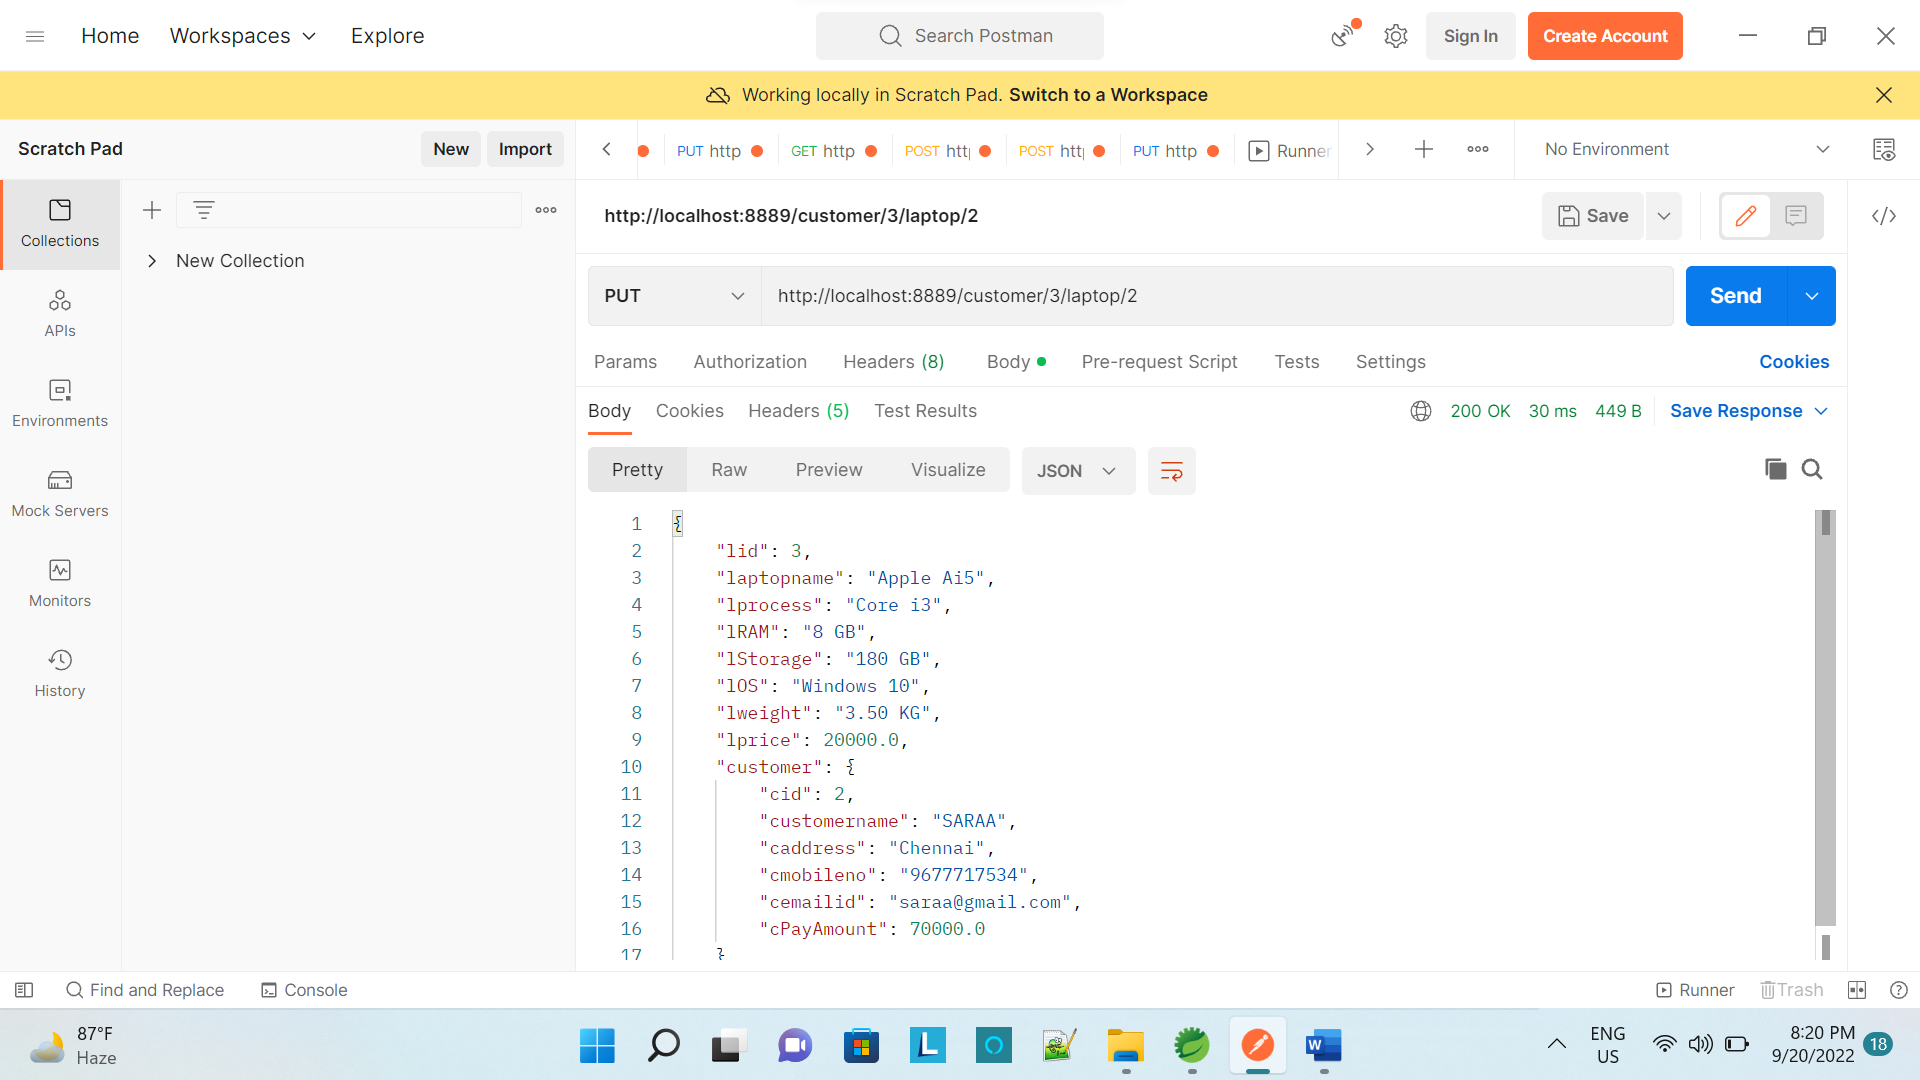 Home Workspaces Explore Search Postman Sign In Create Account
Working locally in Scratch Pad. Switch to a Workspace
Scratch Pad New Import PUT http GET http POST htt POST htt PUT http Runner No Environment
http://localhost:8889/customer/3/laptop/2 Save
Collections
New Collection
PUT http://localhost:8889/customer/3/laptop/2 Send
APIs
Params Authorization Headers (8) Body Pre-request Script Tests Settings Cookies
Environments
Body Cookies Headers (5) Test Results 200 OK 30 ms 449 B Save Response
Pretty Raw Preview Visualize JSON
Mock Servers
Monitors
History
1 {
2 "lid": 3,
3 "laptopname": "Apple Ai5",
4 "lprocess": "Core i3",
5 "lRAM": "8 GB",
6 "lStorage": "180 GB",
7 "lOS": "Windows 10",
8 "lweight": "3.50 KG",
9 "lprice": 20000.0,
10 "customer": {
11 "cid": 2,
12 "customername": "SARAA",
13 "caddress": "Chennai",
14 "cmobileno": "9677717534",
15 "cemailid": "saraa@gmail.com",
16 "cPayAmount": 70000.0
17 }
Find and Replace Console Runner Trash
87°F
Haze
L
W
ENG
US
8:20 PM
9/20/2022
18